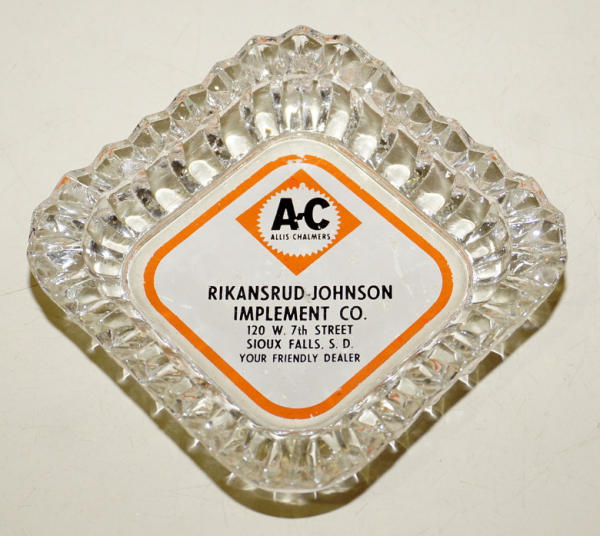 A-C
ALLIS-CHALMERS
RIKANSRUD-JOHNSON
IMPLEMENT CO.
120 W. 7th STREET
SIOUX FALLS, S. D.
YOUR FRIENDLY DEALER